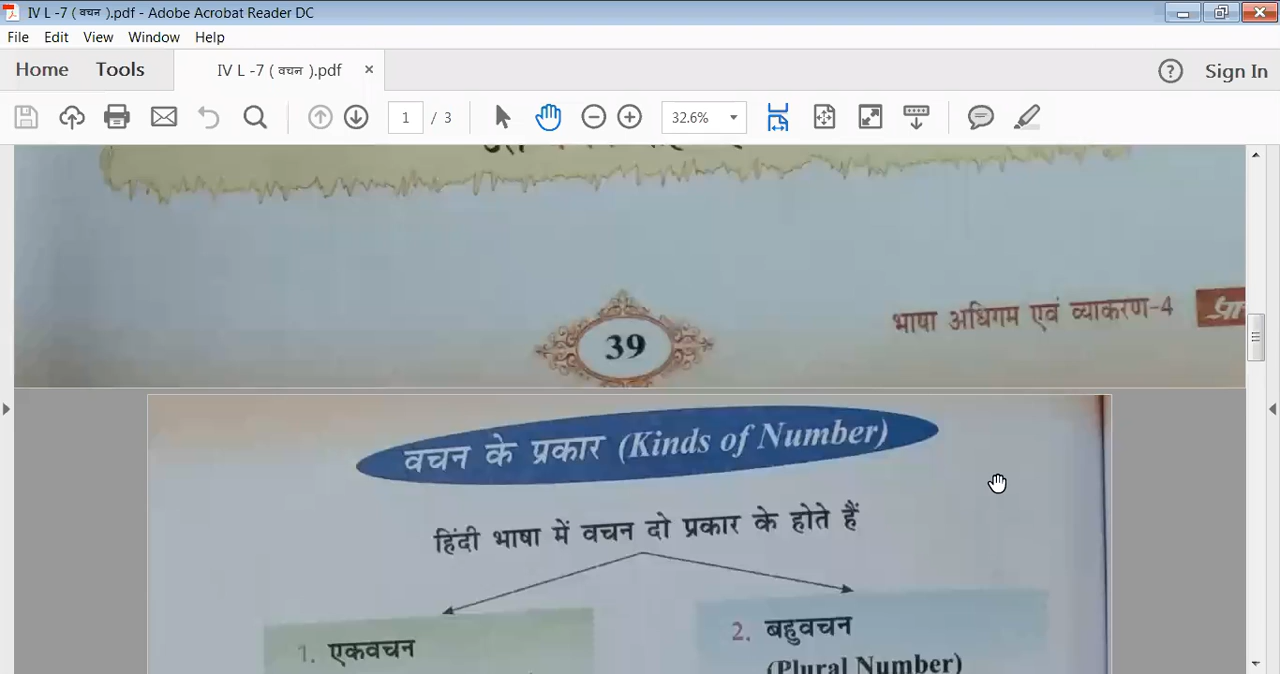 IV L -7 ( वचन ).pdf - Adobe Acrobat Reader DC
File Edit View Window Help
Home Tools IV L -7 ( वचन ).pdf × ? Sign In
1 / 3 32.6%
39
भाषा अधिगम एवं व्याकरण-4
वचन के प्रकार (Kinds of Number)
हिंदी भाषा में वचन दो प्रकार के होते हैं
1. एकवचन
2. बहुवचन
(Plural Number)